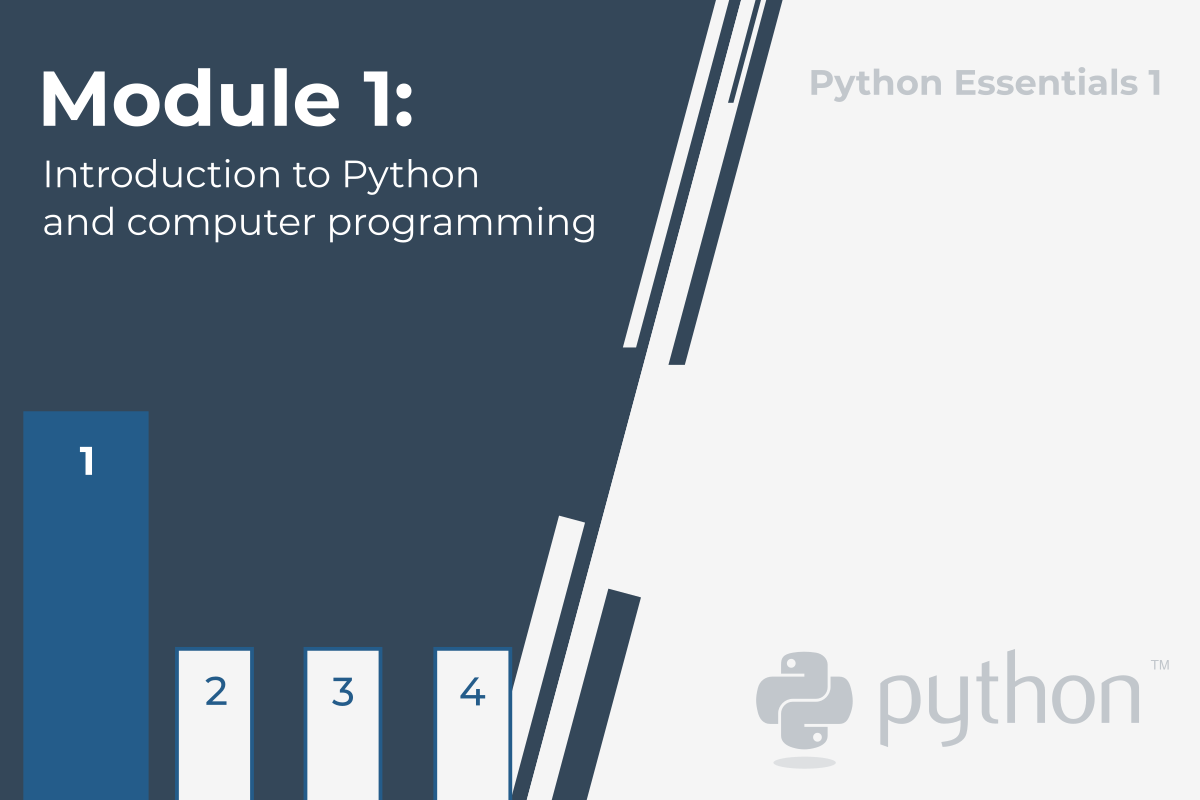 Module 1:
Introduction to Python
and computer programming
Python Essentials 1
1
2
3
4
python TM